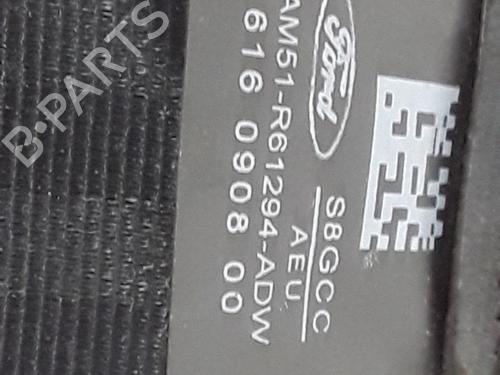 Ford
S8GCC
AEU
AM51-R61294-ADW
616 0908 00
B-PARTS